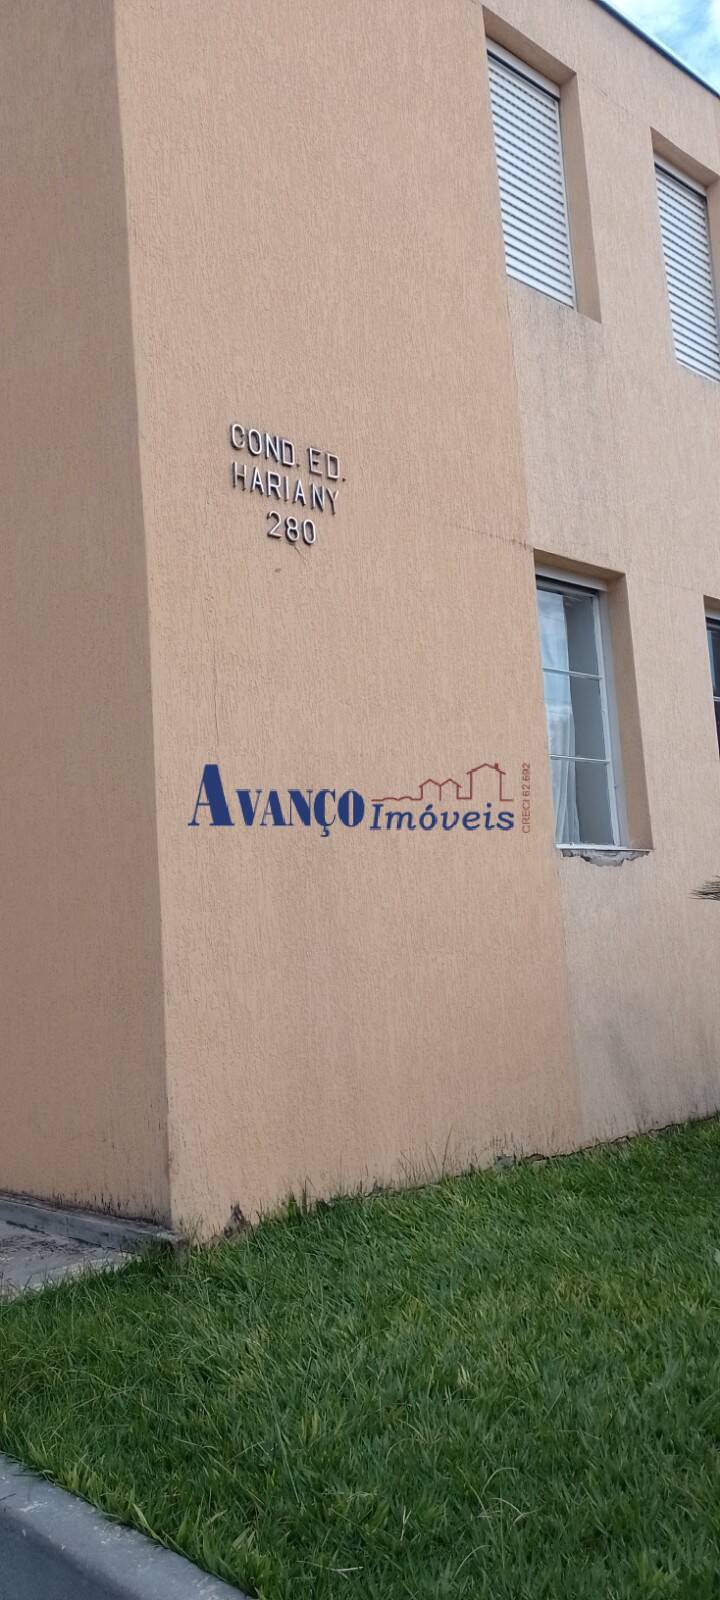 COND. ED.
HARIANY
280
AVANÇO Imóveis
CRECI 62.692